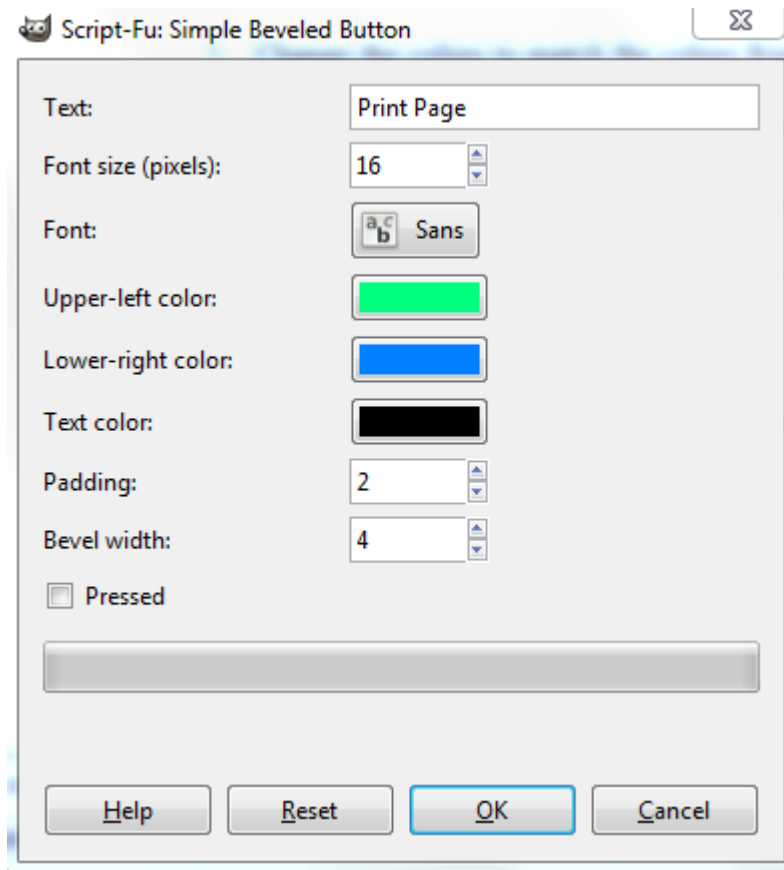 Script-Fu: Simple Beveled Button
Text: Print Page
Font size (pixels): 16
Font: Sans
Upper-left color:
Lower-right color:
Text color:
Padding: 2
Bevel width: 4
Pressed
Help Reset OK Cancel